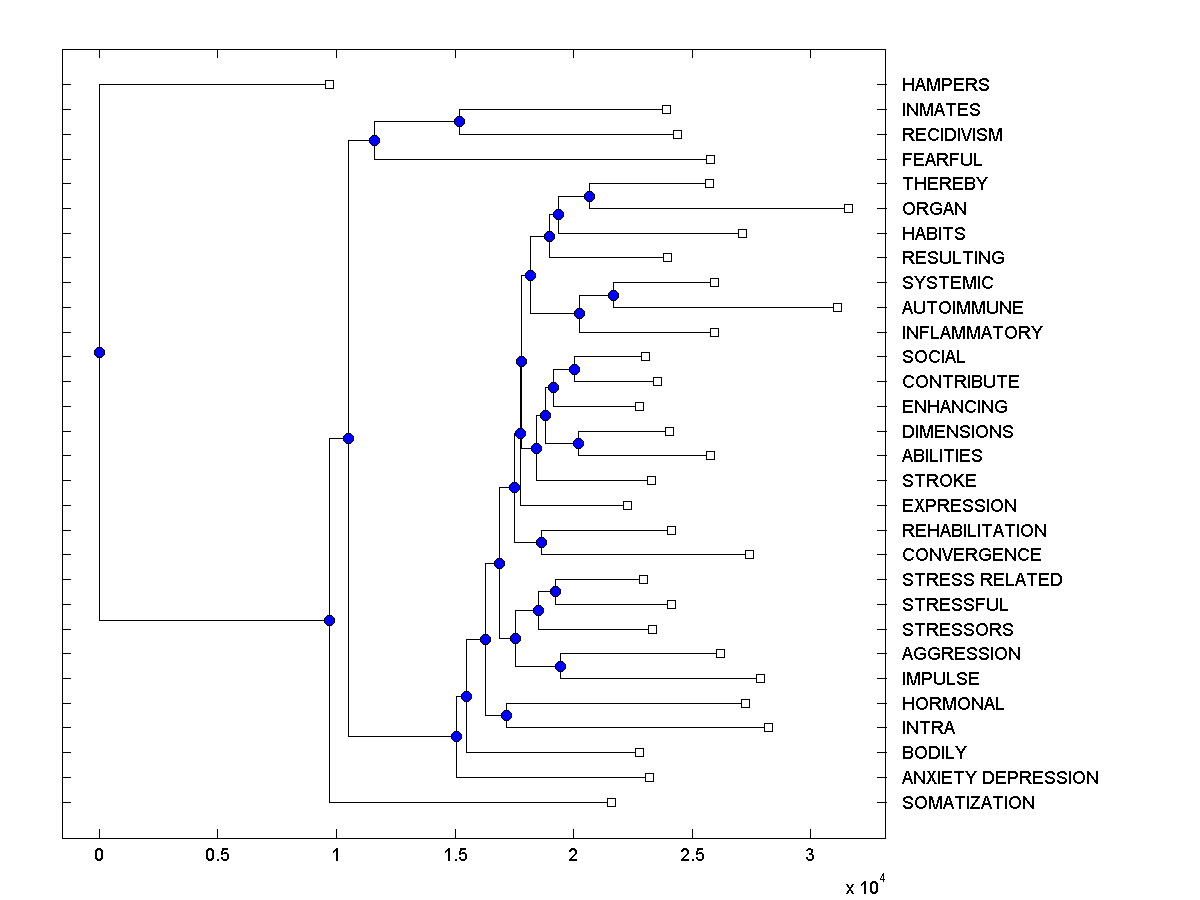 HAMPERS
INMATES
RECIDIVISM
FEARFUL
THEREBY
ORGAN
HABITS
RESULTING
SYSTEMIC
AUTOIMMUNE
INFLAMMATORY
SOCIAL
CONTRIBUTE
ENHANCING
DIMENSIONS
ABILITIES
STROKE
EXPRESSION
REHABILITATION
CONVERGENCE
STRESS RELATED
STRESSFUL
STRESSORS
AGGRESSION
IMPULSE
HORMONAL
INTRA
BODILY
ANXIETY DEPRESSION
SOMATIZATION
0 0.5 1 1.5 2 2.5 3
x 10^4